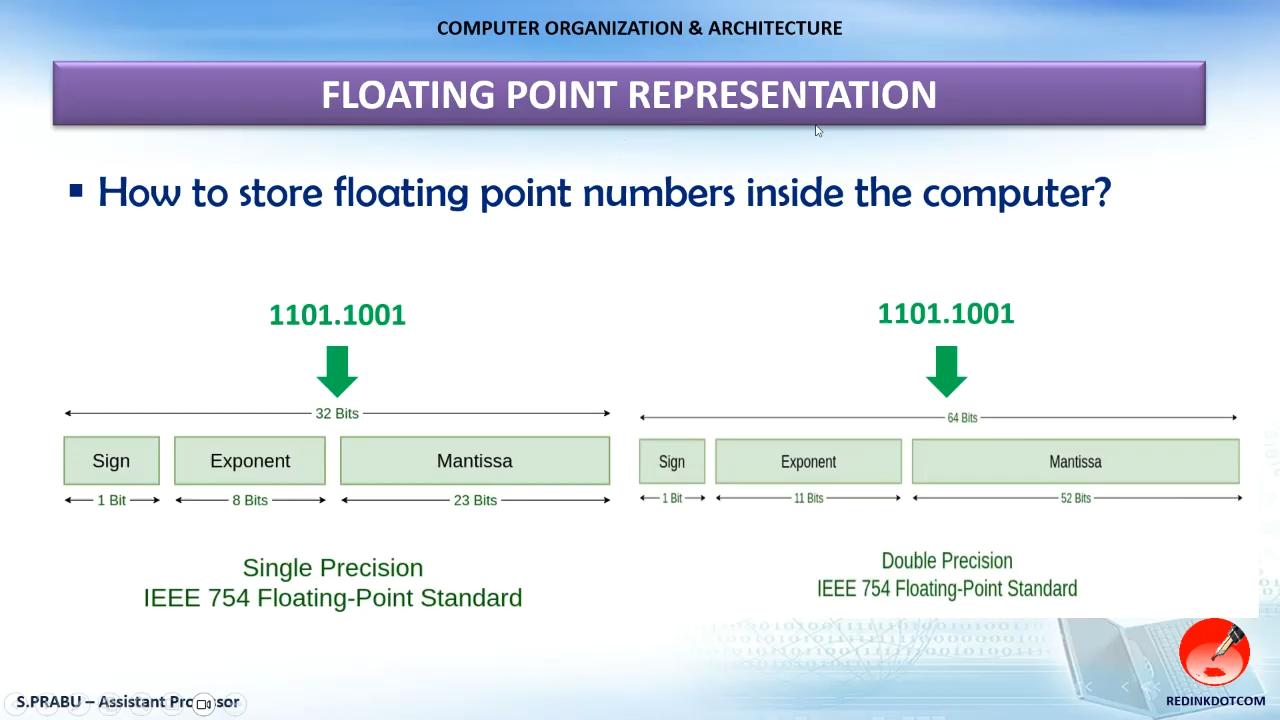 COMPUTER ORGANIZATION & ARCHITECTURE
FLOATING POINT REPRESENTATION
How to store floating point numbers inside the computer?
1101.1001
32 Bits
Sign Exponent Mantissa
1 Bit 8 Bits 23 Bits
Single Precision
IEEE 754 Floating-Point Standard
1101.1001
64 Bits
Sign Exponent Mantissa
1 Bit 11 Bits 52 Bits
Double Precision
IEEE 754 Floating-Point Standard
S.PRABU – Assistant Professor
REDINKDOTCOM